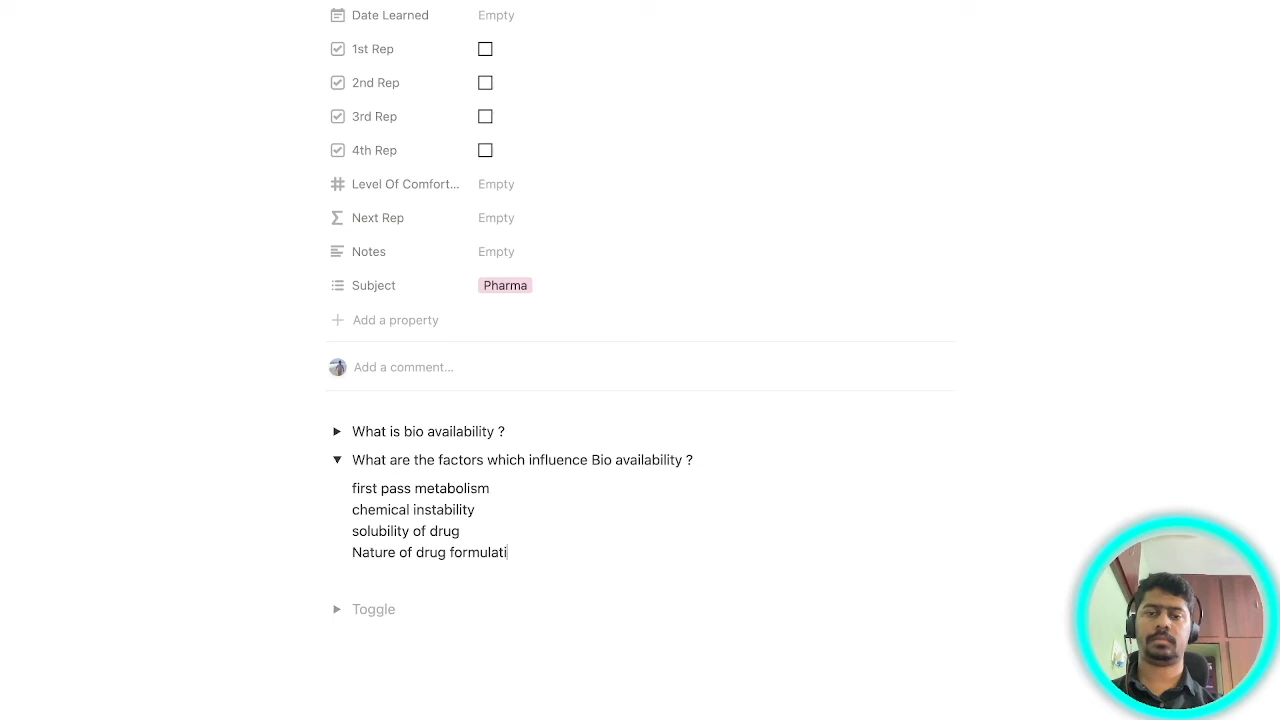 Date Learned Empty
1st Rep
2nd Rep
3rd Rep
4th Rep
Level Of Comfort... Empty
Next Rep Empty
Notes Empty
Subject Pharma
Add a property
Add a comment...
What is bio availability ?
What are the factors which influence Bio availability ?
first pass metabolism
chemical instability
solubility of drug
Nature of drug formulati
Toggle